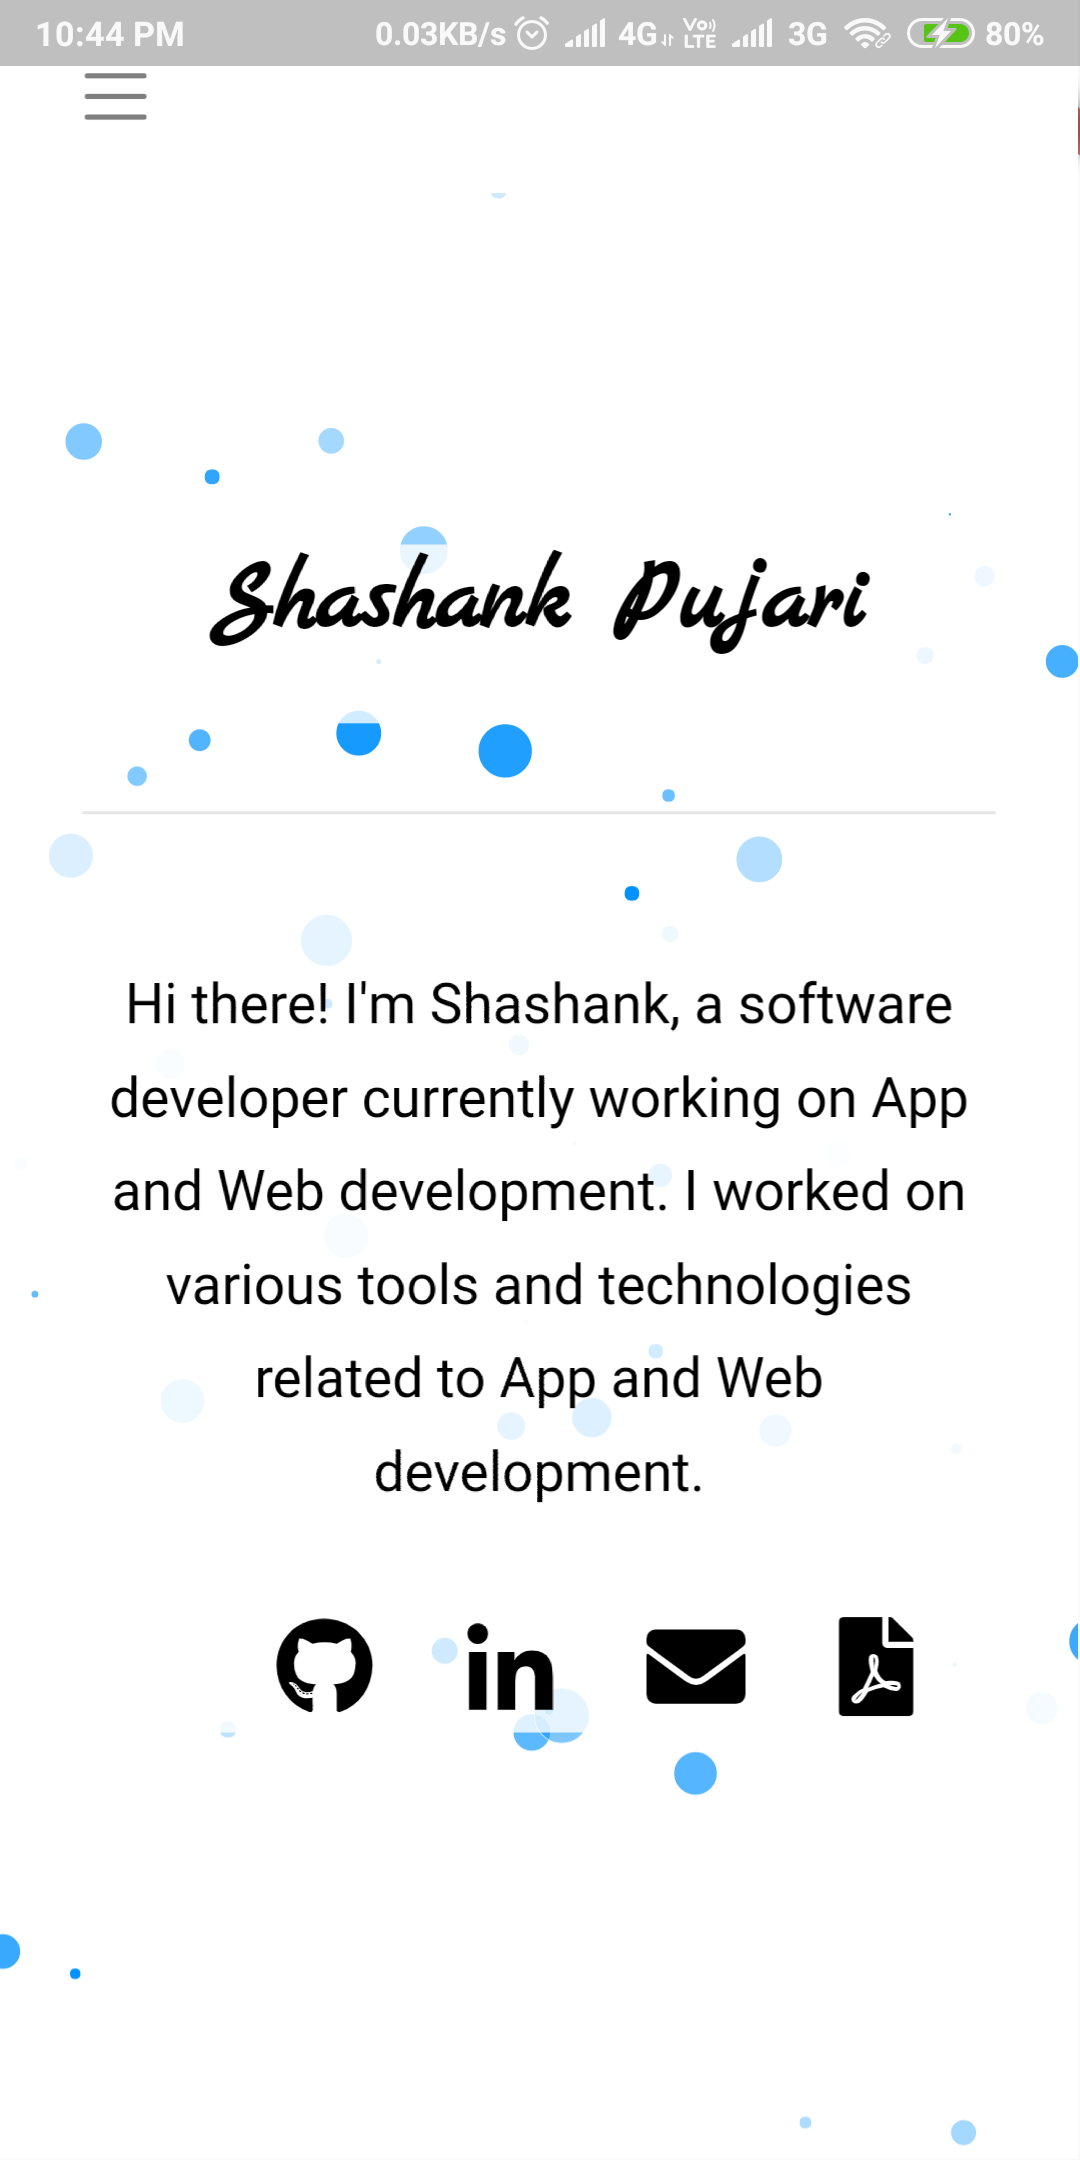 10:44 PM 0.03KB/s 4G Vo) LTE 3G 80%
Shashank Pujari
Hi there! I'm Shashank, a software
developer currently working on App
and Web development. I worked on
various tools and technologies
related to App and Web
development.
in